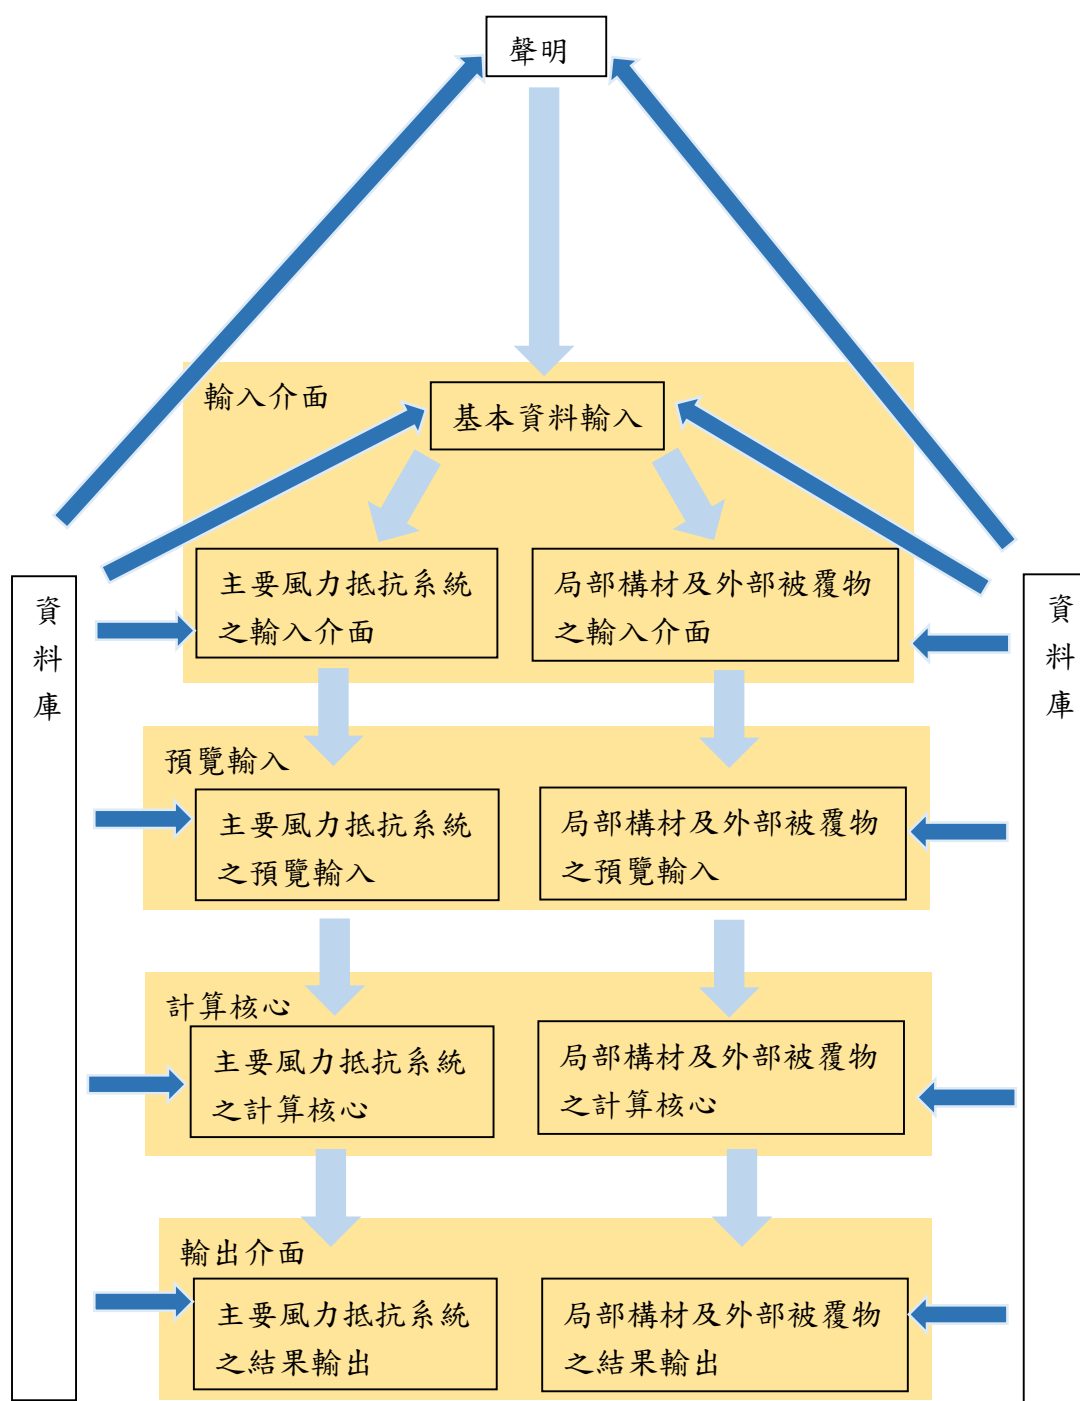 聲明
輸入介面
基本資料輸入
主要風力抵抗系統
之輸入介面
局部構材及外部被覆物
之輸入介面
資
料
庫
資
料
庫
預覽輸入
主要風力抵抗系統
之預覽輸入
局部構材及外部被覆物
之預覽輸入
計算核心
主要風力抵抗系統
之計算核心
局部構材及外部被覆物
之計算核心
輸出介面
主要風力抵抗系統
之結果輸出
局部構材及外部被覆物
之結果輸出